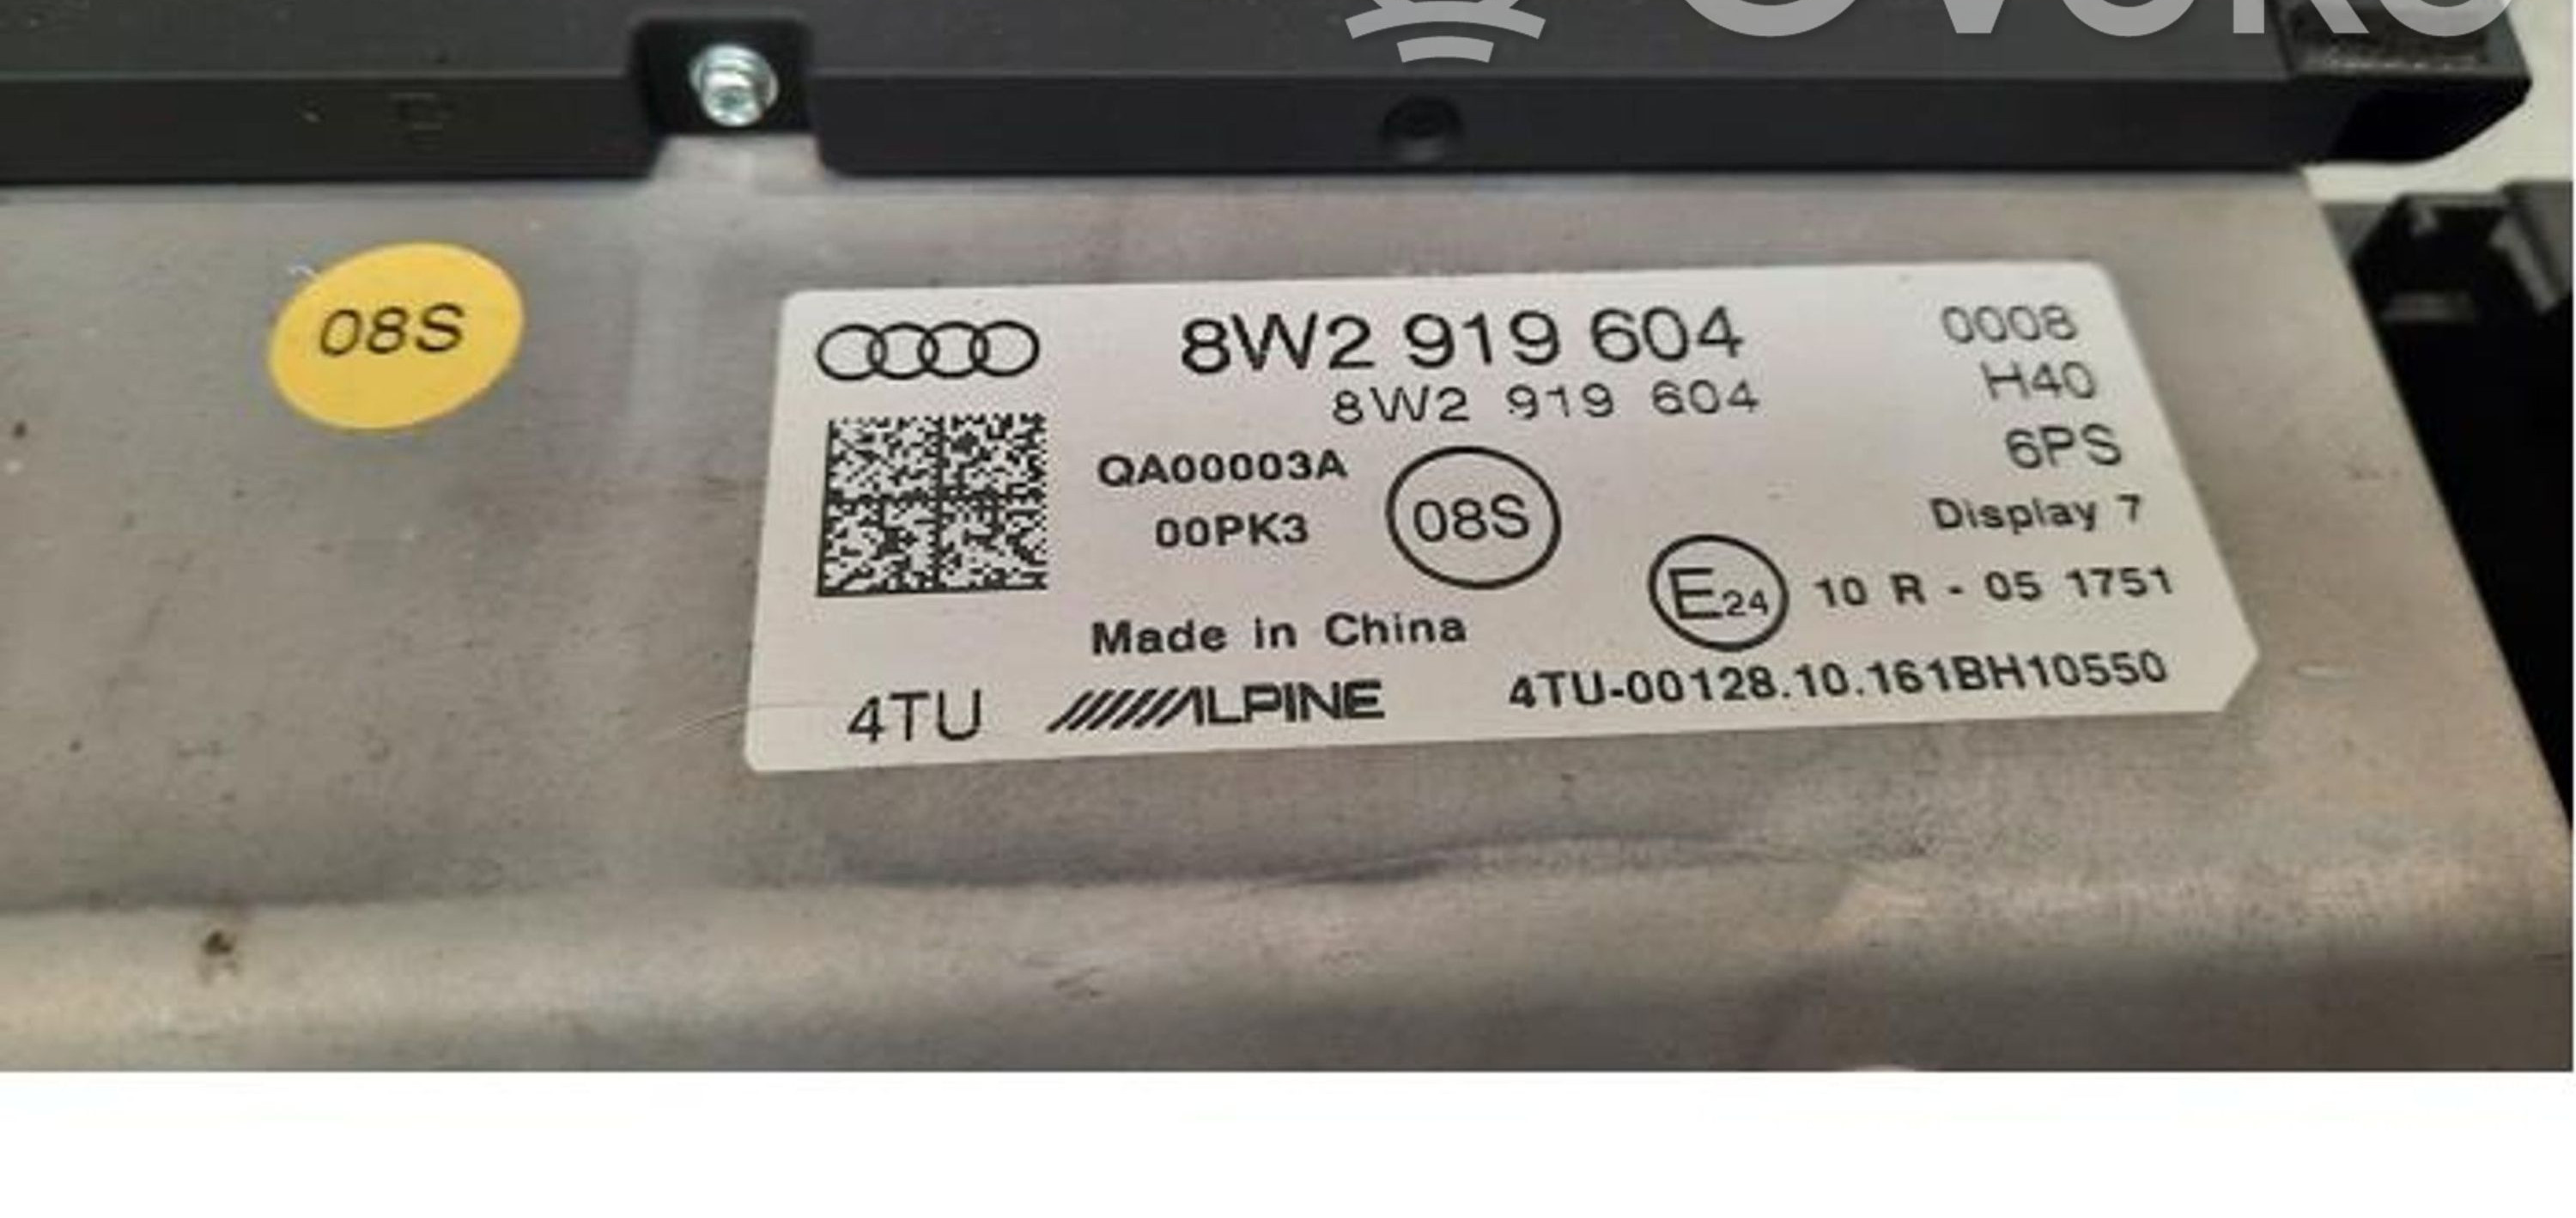 08S
8W2 919 604
0008
8W2 919 604
H40
QA00003A
6PS
00PK3
08S
Display 7
E24
10 R - 05 1751
Made in China
4TU
ALPINE
4TU-00128.10.161BH10550